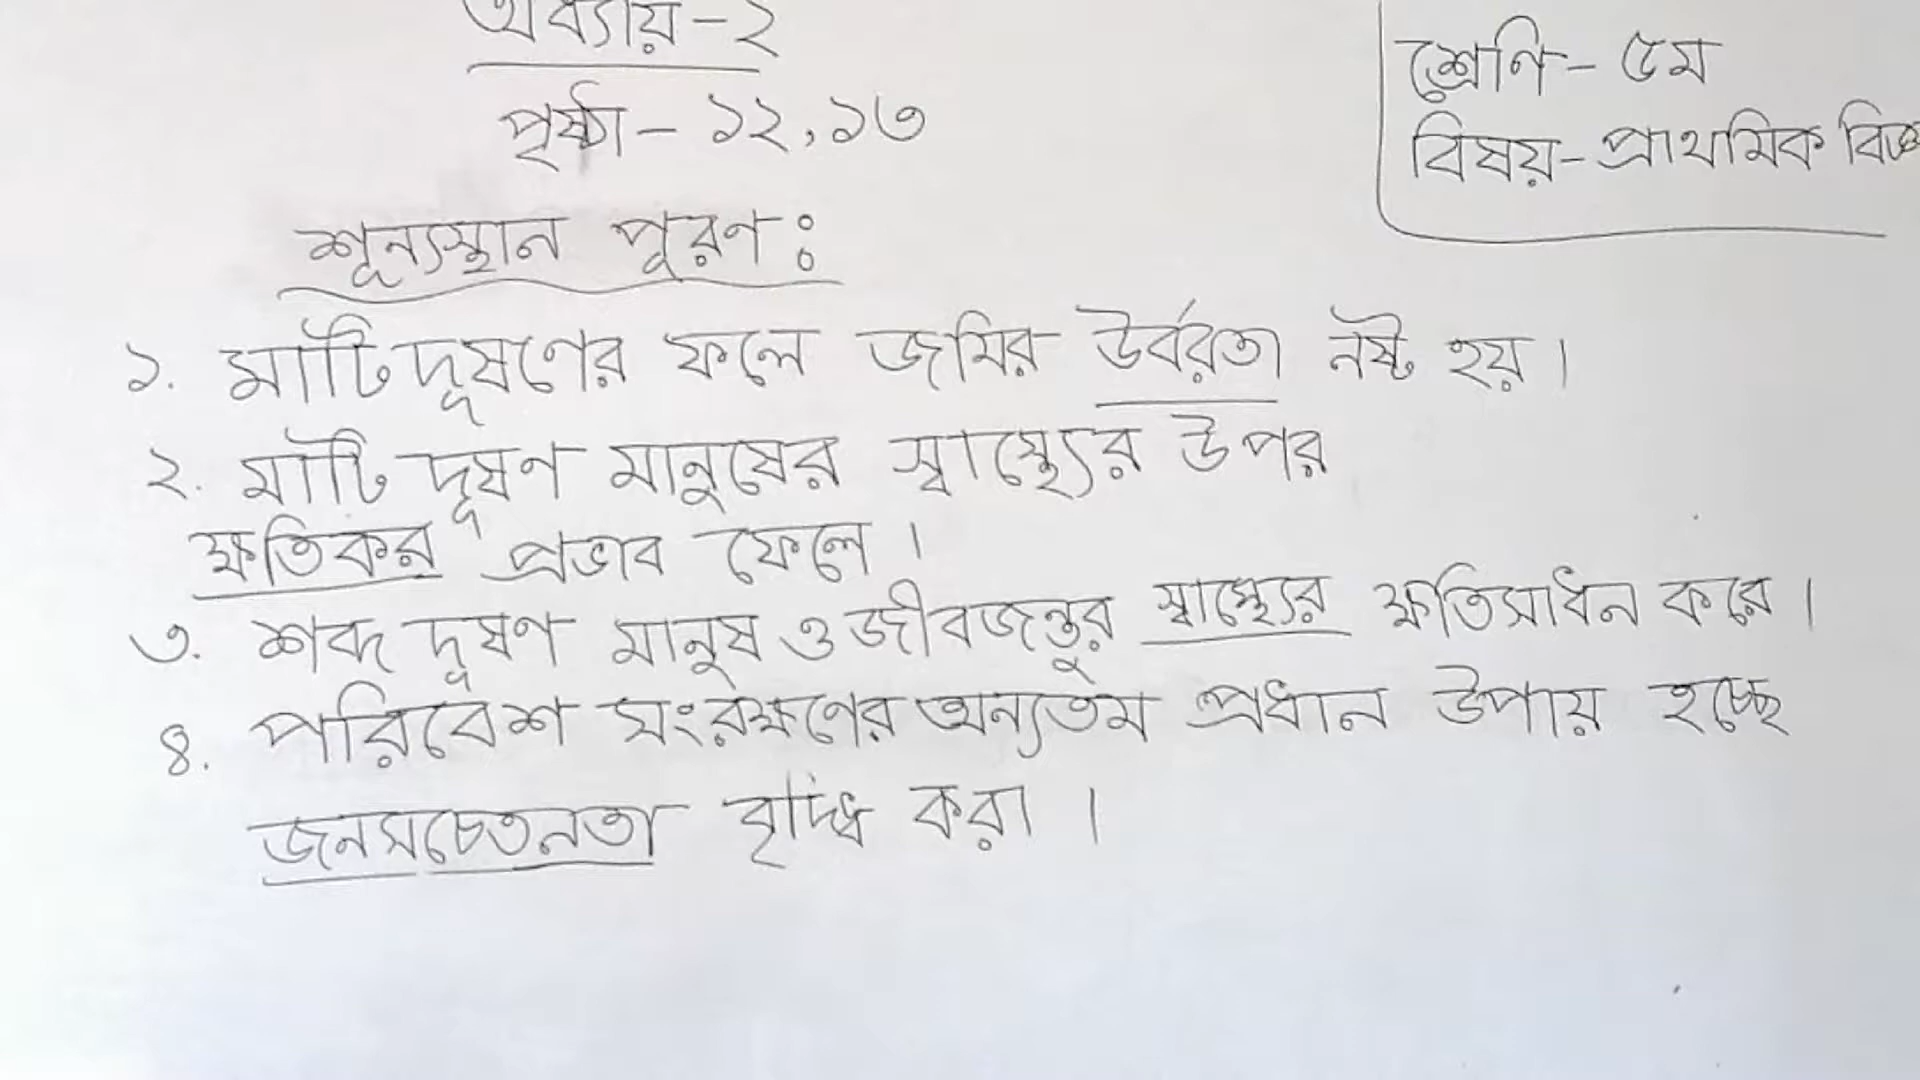 অধ্যায় - ২
পৃষ্ঠা - ১২, ১৩
শ্রেণি - ৫ম
বিষয় - প্রাথমিক
শূন্যস্থান পূরণ :
১. মাটি দূষণের ফলে জমির উর্বরতা নষ্ট হয়।
২. মাটি দূষণ মানুষের স্বাস্থ্যের উপর
ক্ষতিকর প্রভাব ফেলে।
৩. শব্দ দূষণ মানুষ ও জীবজন্তুর স্বাস্থ্যের ক্ষতিসাধন করে।
৪. পরিবেশ সংরক্ষণের অন্যতম প্রধান উপায় হচ্ছে
জনসচেতনতা বৃদ্ধি করা।